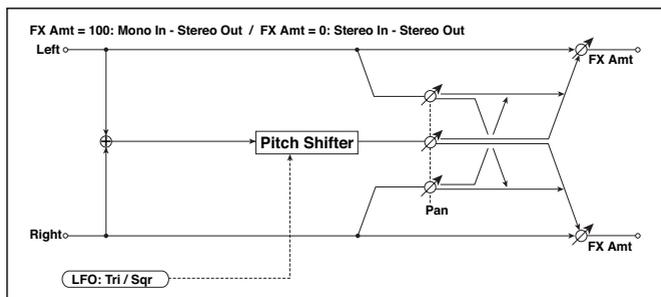 FX Amt = 100: Mono In - Stereo Out / FX Amt = 0: Stereo In - Stereo Out
Left
FX Amt
Pitch Shifter
Pan
Right
FX Amt
LFO: Tri / Sqr